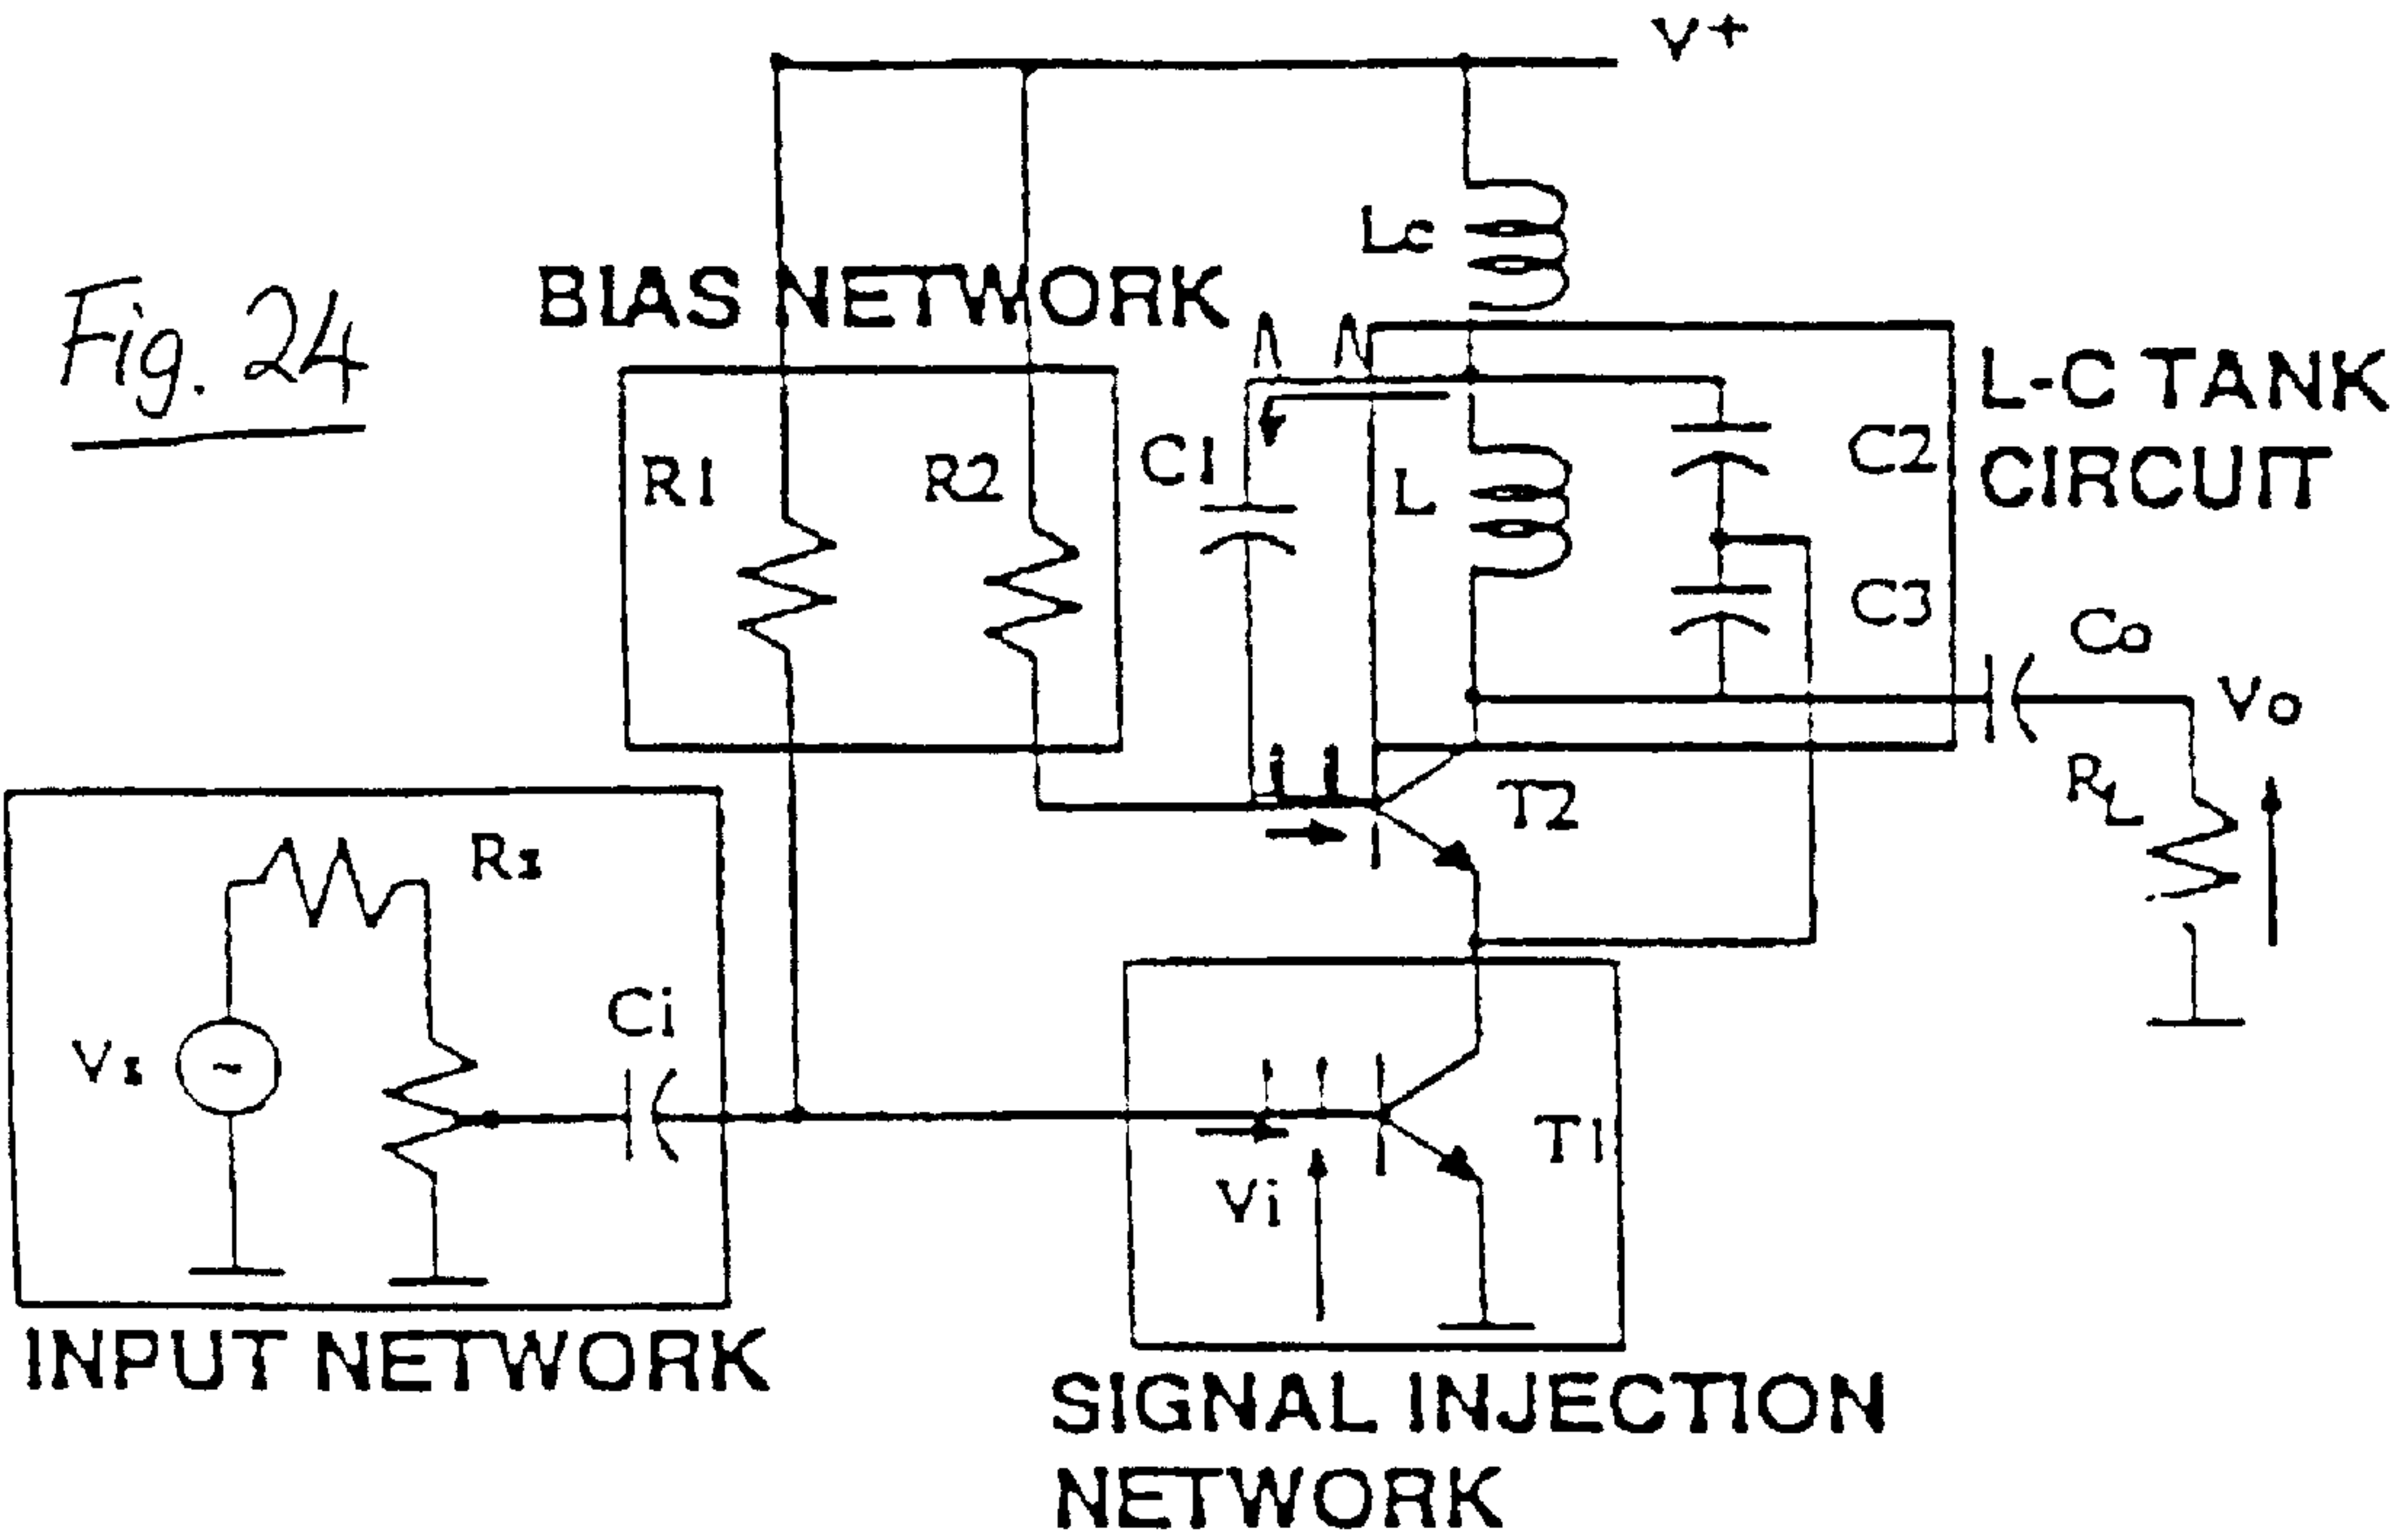 V+
Lc
BIAS NETWORK
Fig. 24
L-C TANK
CIRCUIT
R1
R2
C1
L
C2
C3
Co
Vo
RL
T2
Rs
Vs
Ci
Vi
T1
INPUT NETWORK
SIGNAL INJECTION
NETWORK